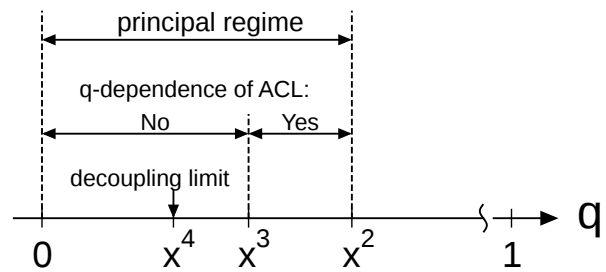 principal regime
q-dependence of ACL:
No Yes
decoupling limit
q
0 x⁴ x³ x² 1